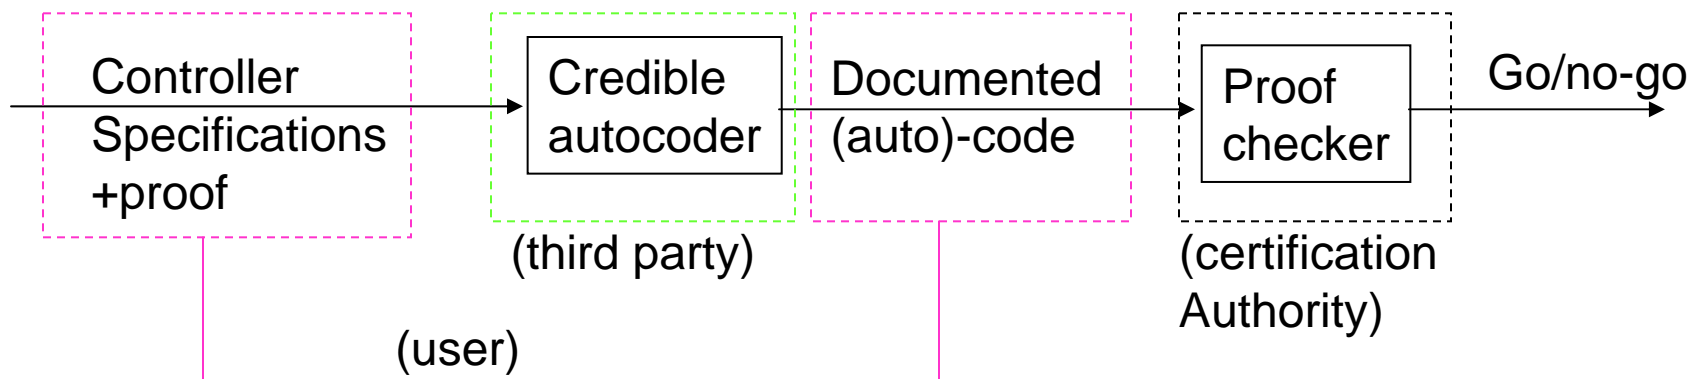 Controller
Specifications
+proof
Credible
autocoder
(third party)
Documented
(auto)-code
Proof
checker
(certification
Authority)
Go/no-go
(user)